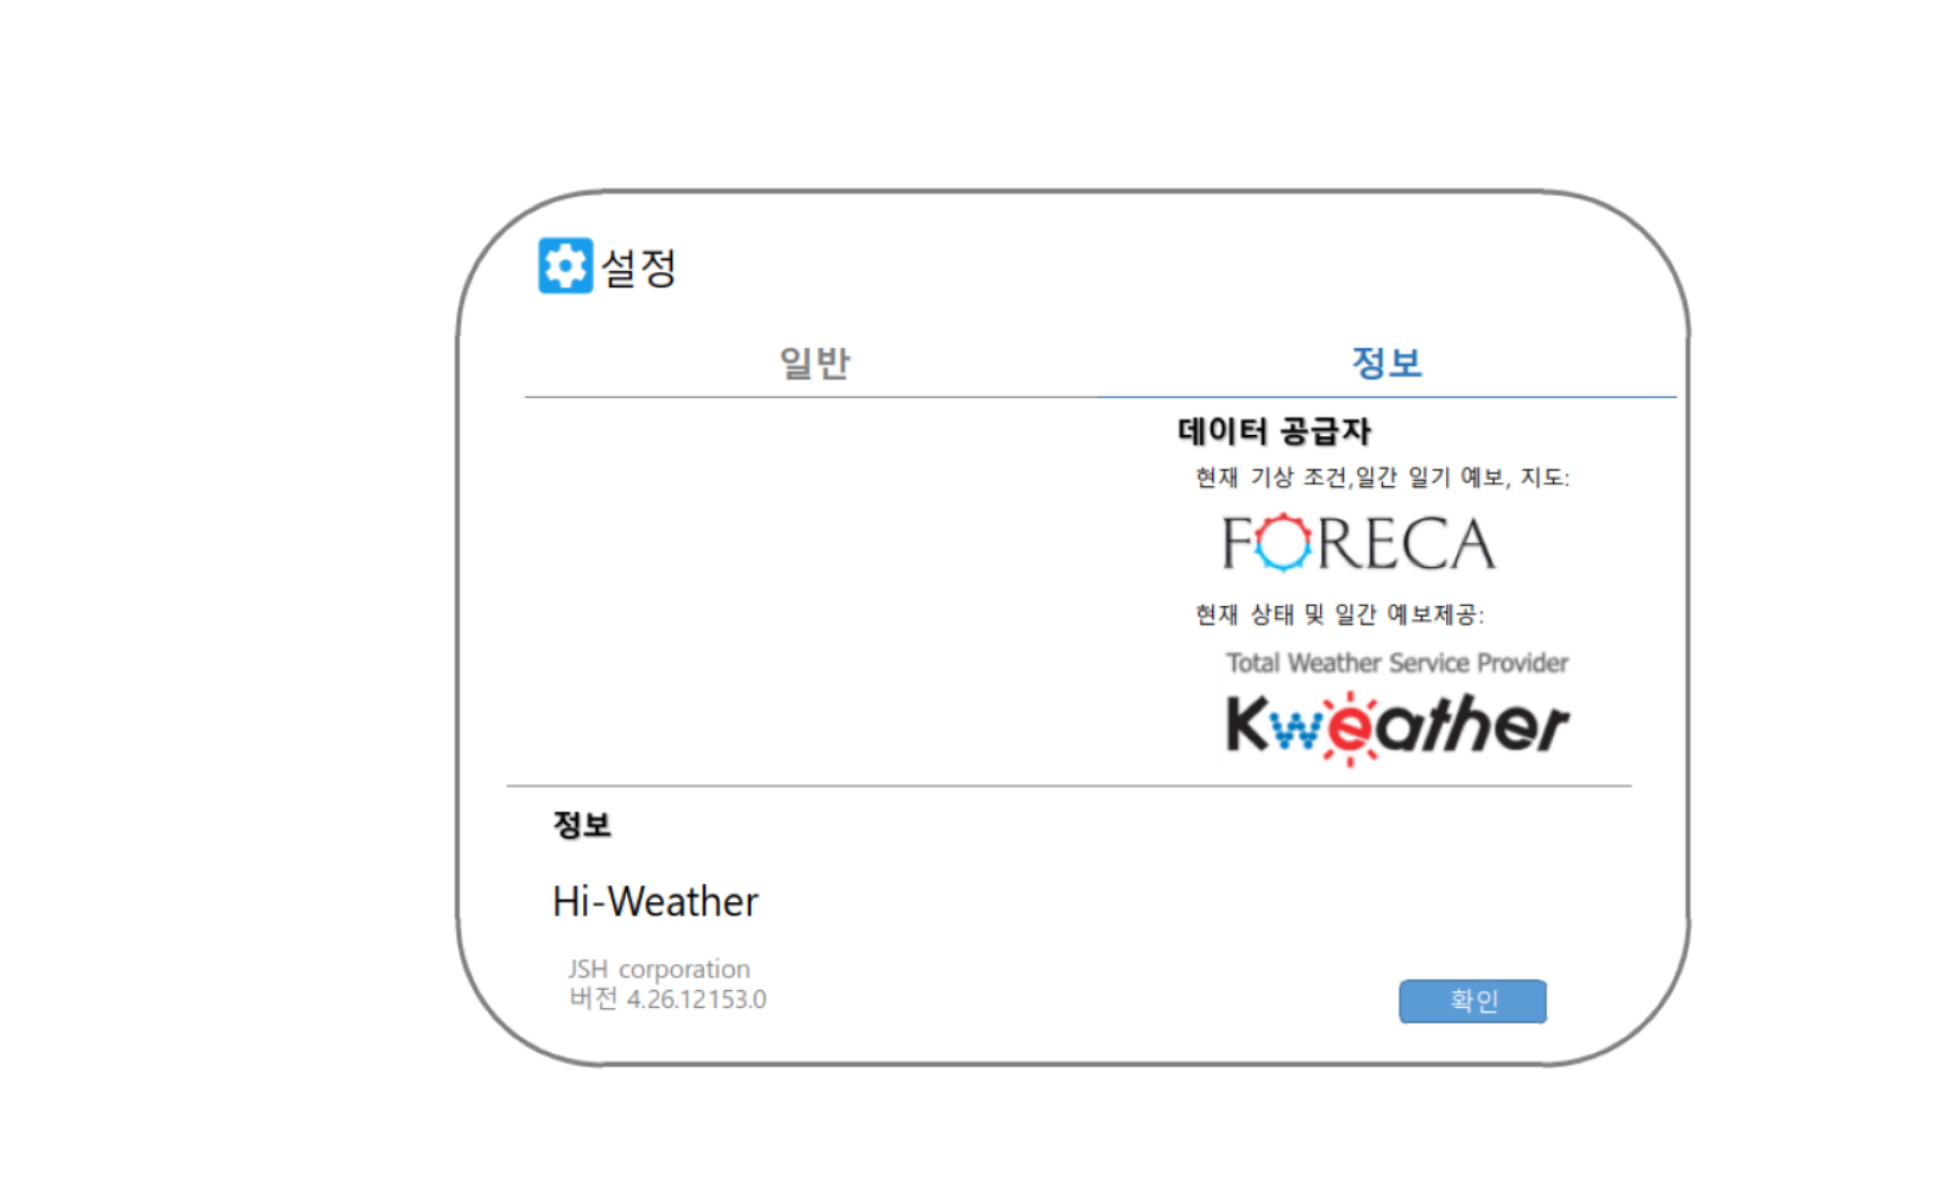 설정
일반
정보
데이터 공급자
현재 기상 조건,일간 일기 예보, 지도:
FORECA
현재 상태 및 일간 예보제공:
Total Weather Service Provider
Kweather
정보
Hi-Weather
JSH corporation
버전 4.26.12153.0
확인